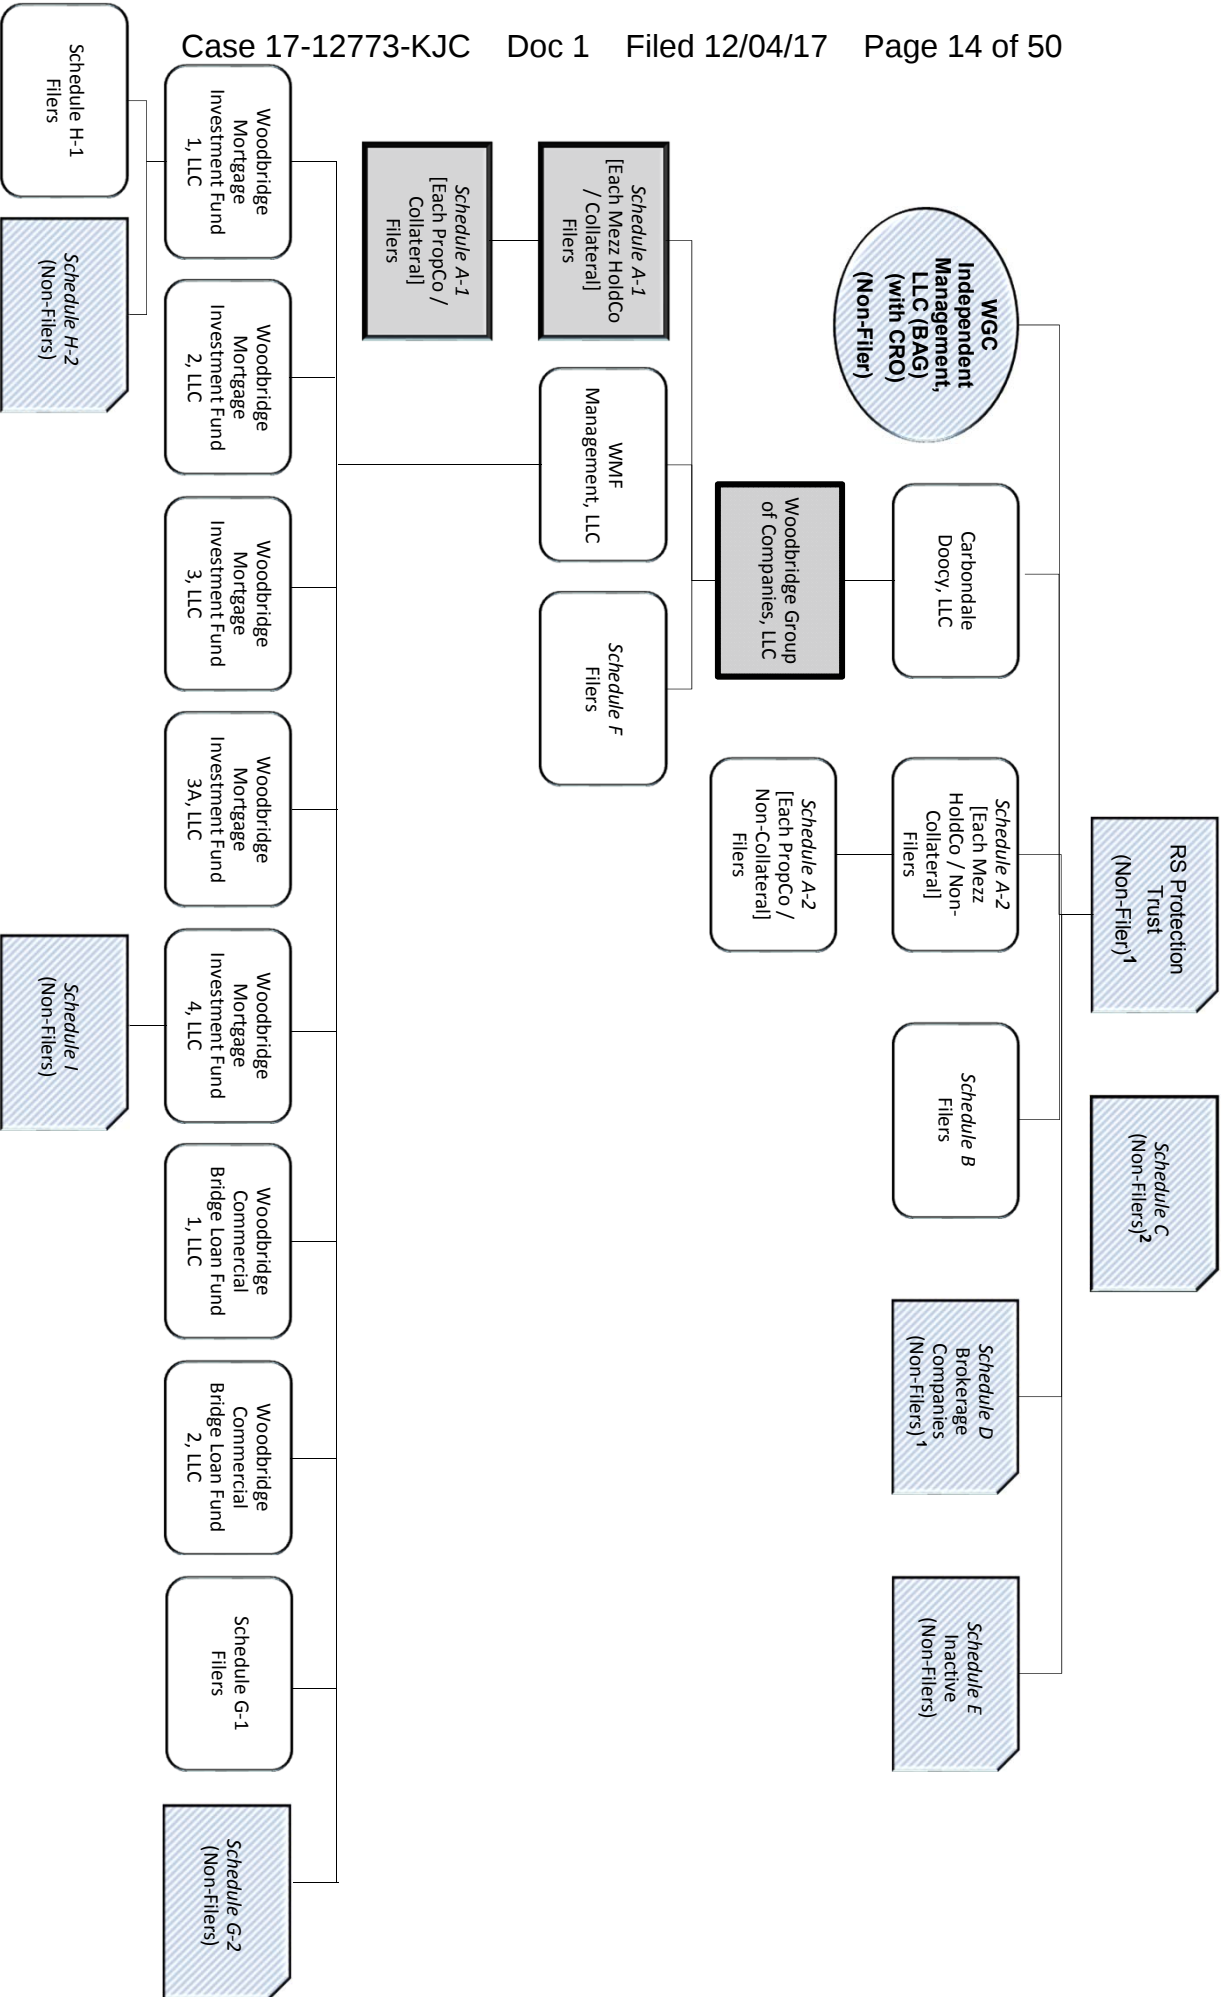 Case 17-12773-KJC Doc 1 Filed 12/04/17 Page 14 of 50
RS Protection
Trust
(Non-Filer)1
Schedule C
(Non-Filers)2
WGC
Independent
Management,
LLC (BAG)
(with CRO)
(Non-Filer)
Carbondale
Doocy, LLC
Schedule A-2
[Each Mezz
HoldCo / Non-
Collateral]
Filers
Schedule B
Filers
Schedule D
Brokerage
Companies
(Non-Filers) 1
Schedule E
Inactive
(Non-Filers)
Woodbridge Group
of Companies, LLC
Schedule A-2
[Each PropCo /
Non-Collateral]
Filers
Schedule A-1
[Each Mezz HoldCo
/ Collateral]
Filers
WMF
Management, LLC
Schedule F
Filers
Schedule A-1
[Each PropCo /
Collateral]
Filers
Woodbridge
Mortgage
Investment Fund
1, LLC
Woodbridge
Mortgage
Investment Fund
2, LLC
Woodbridge
Mortgage
Investment Fund
3, LLC
Woodbridge
Mortgage
Investment Fund
3A, LLC
Woodbridge
Mortgage
Investment Fund
4, LLC
Woodbridge
Commercial
Bridge Loan Fund
1, LLC
Woodbridge
Commercial
Bridge Loan Fund
2, LLC
Schedule G-1
Filers
Schedule G-2
(Non-Filers)
Schedule H-1
Filers
Schedule H-2
(Non-Filers)
Schedule I
(Non-Filers)